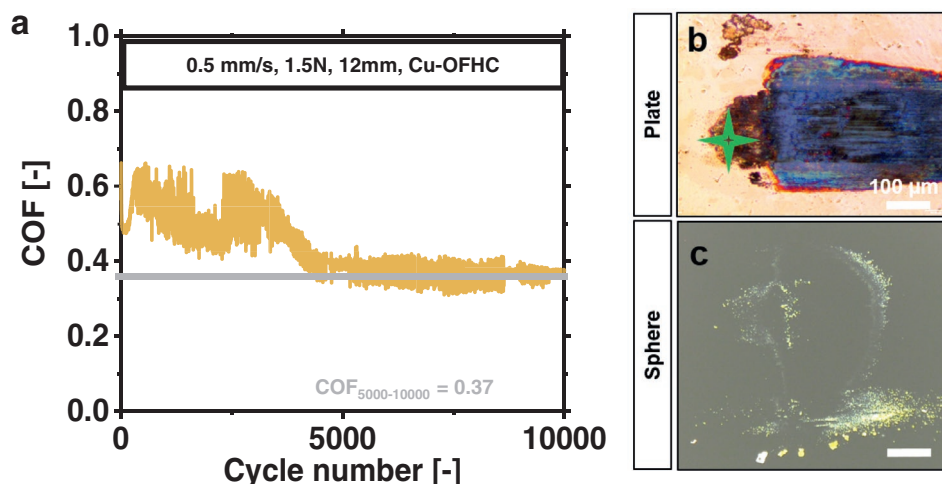 a
1.0
0.8
0.6
0.4
0.2
0.0
COF [-]
0.5 mm/s, 1.5N, 12mm, Cu-OFHC
COF5000-10000 = 0.37
0
5000
10000
Cycle number [-]
Plate
b
100 µm
Sphere
c